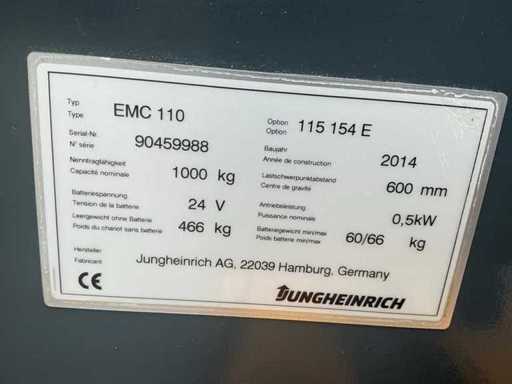 Typ
Type
EMC 110
Option
Option
115 154 E
Serial-Nr.
N° série
90459988
Baujahr
Année de construction
2014
Nenntragfähigkeit
Capacité nominale
1000 kg
Lastschwerpunktabstand
Centre de gravité
600 mm
Batteriespannung
Tension de la batterie
24 V
Antriebsleistung
Puissance nominale
0,5kW
Leergewicht ohne Batterie
Poids du chariot sans batterie
466 kg
Batteriegewicht min/max
Poids batterie min/max
60/66 kg
Hersteller
Fabricant
Jungheinrich AG, 22039 Hamburg, Germany
CE
JUNGHEINRICH